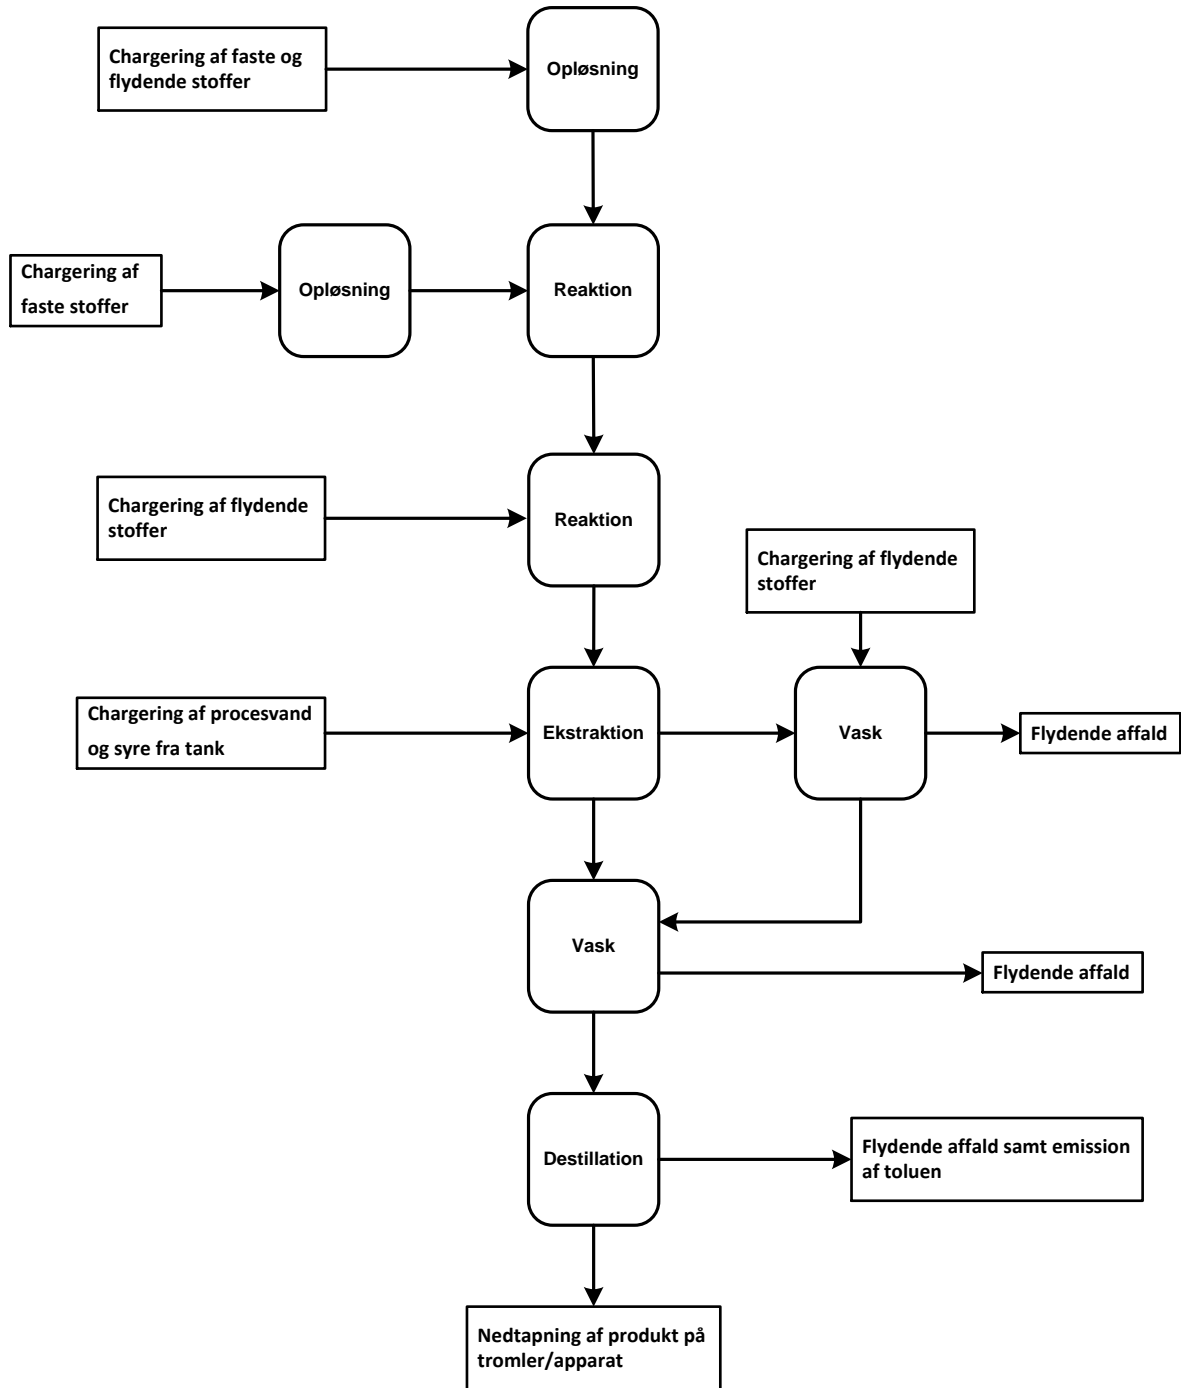 Chargering af faste og
flydende stoffer
Opløsning
Chargering af
faste stoffer
Opløsning
Reaktion
Chargering af flydende
stoffer
Reaktion
Chargering af flydende
stoffer
Chargering af procesvand
og syre fra tank
Ekstraktion
Vask
Flydende affald
Vask
Flydende affald
Destillation
Flydende affald samt emission
af toluen
Nedtapning af produkt på
tromler/apparat